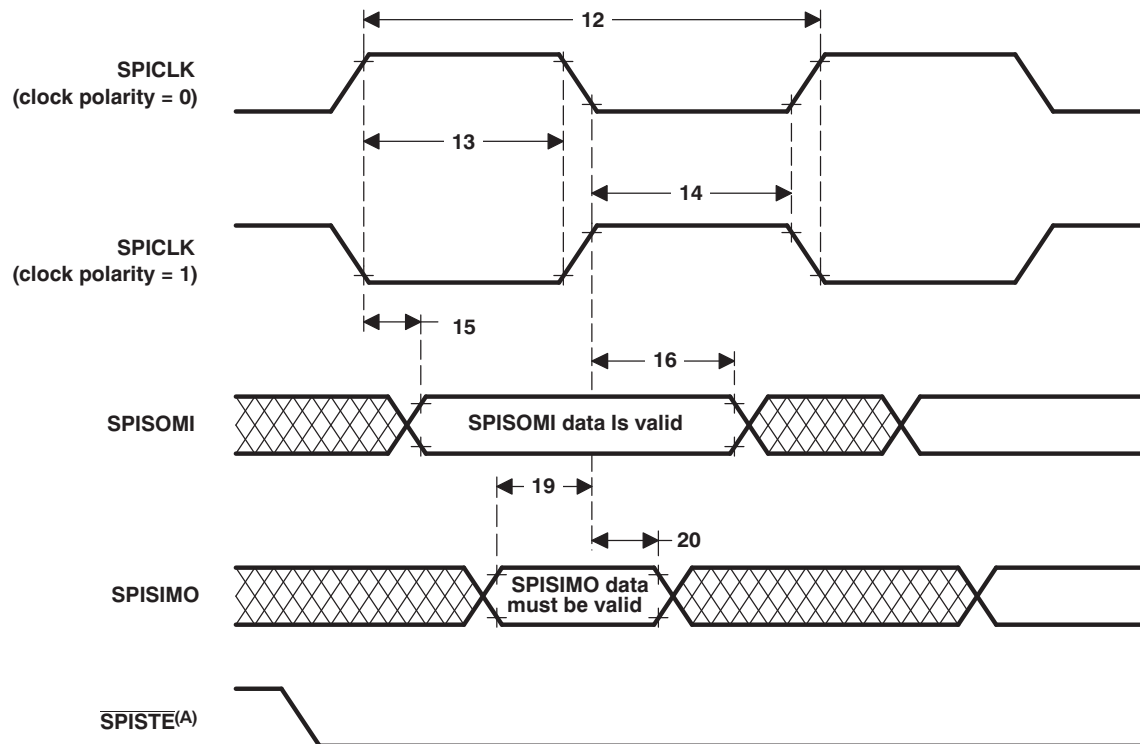 12
SPICLK
(clock polarity = 0)
13
14
SPICLK
(clock polarity = 1)
15
16
SPISOMI
SPISOMI data Is valid
19
20
SPISIMO
SPISIMO data
must be valid
SPISTE(A)